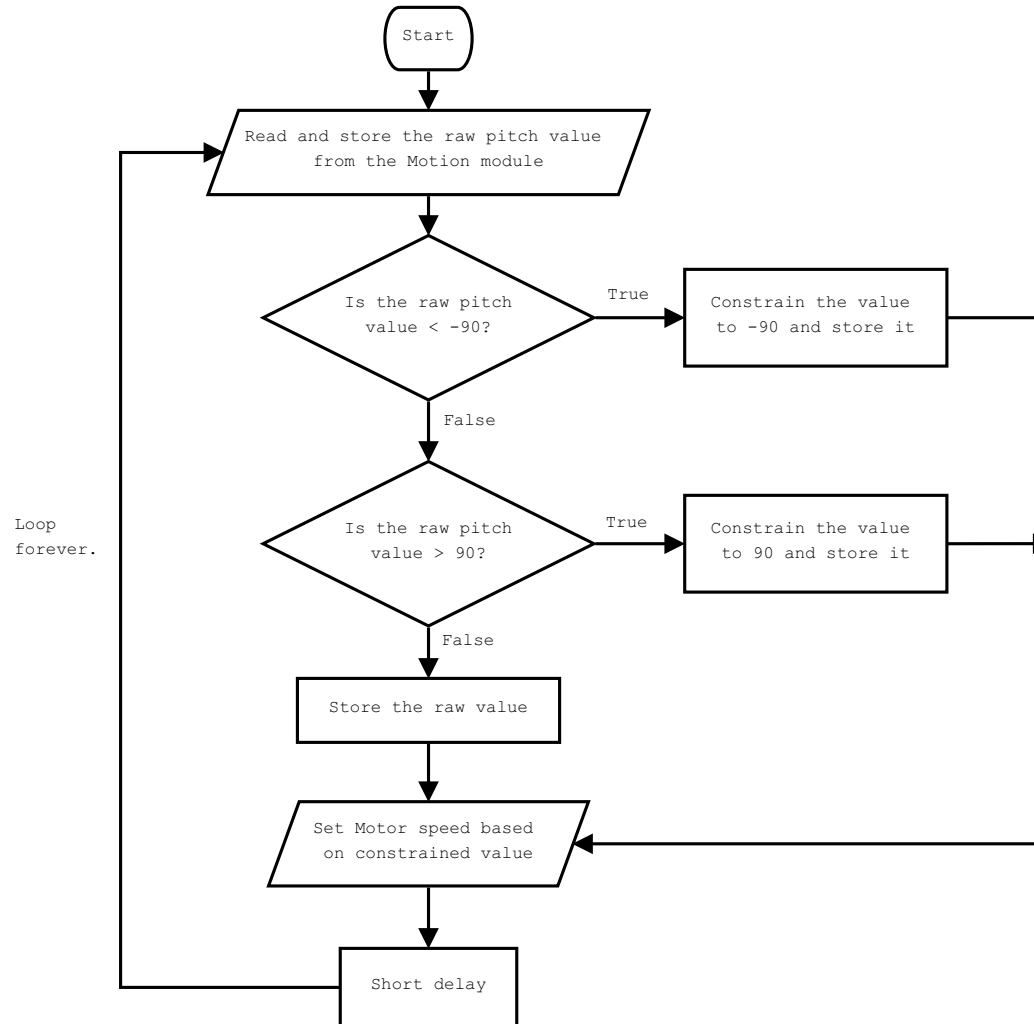 Start
Read and store the raw pitch value
from the Motion module
Is the raw pitch
value < -90?
True
Constrain the value
to -90 and store it
False
Is the raw pitch
value > 90?
True
Constrain the value
to 90 and store it
Loop
forever.
False
Store the raw value
Set Motor speed based
on constrained value
Short delay